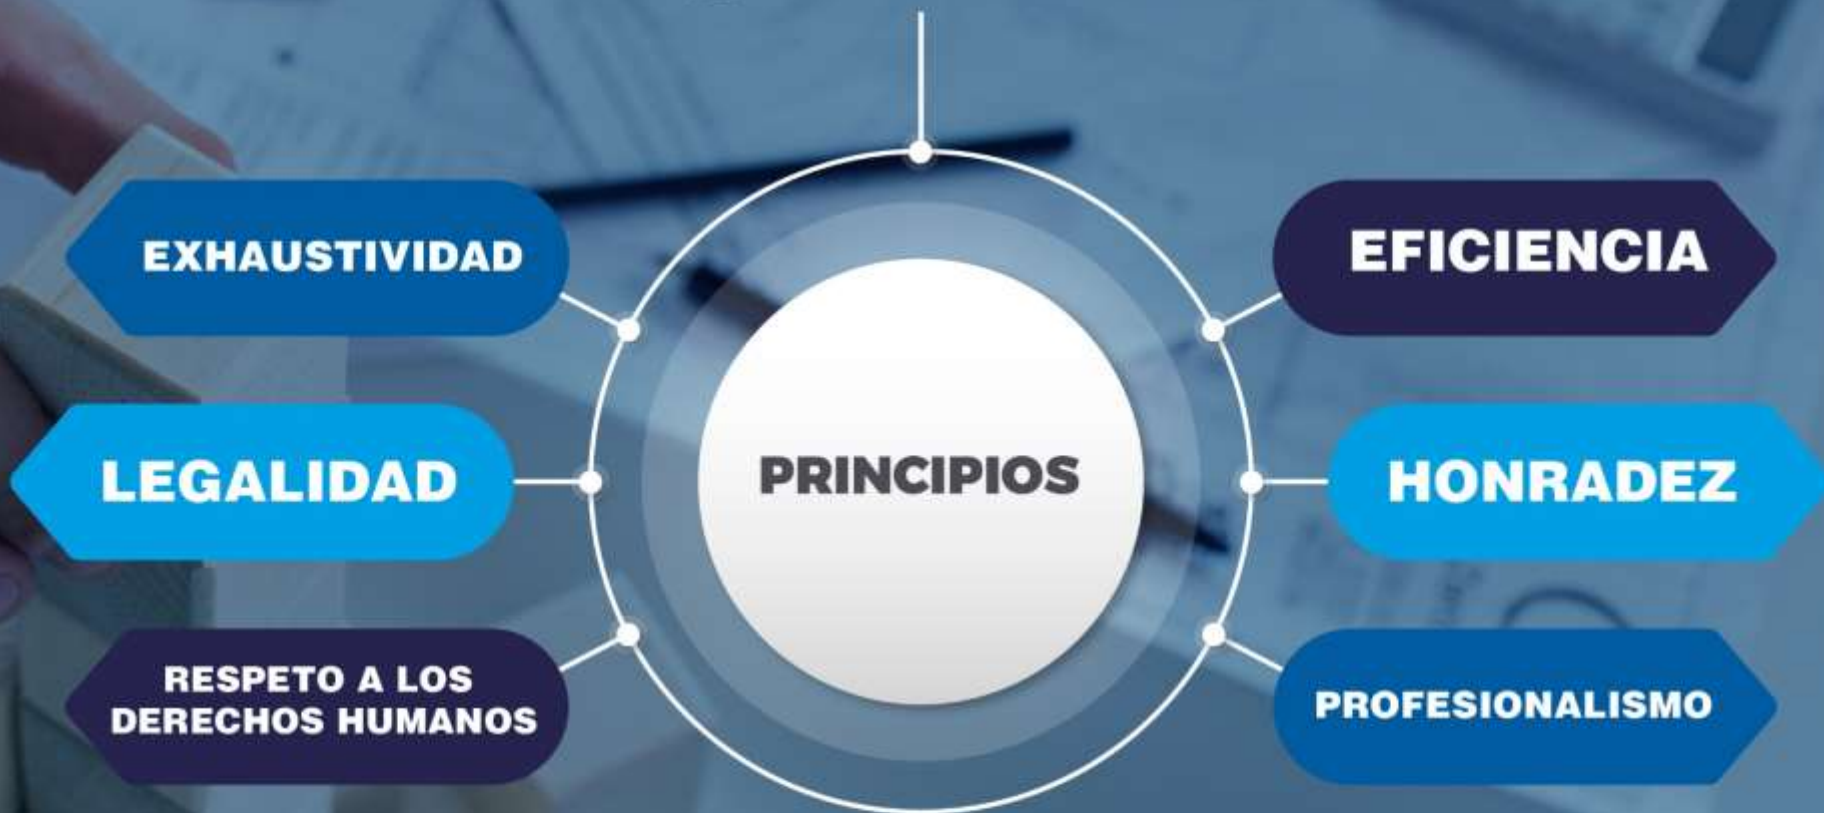 EXHAUSTIVIDAD
EFICIENCIA
LEGALIDAD
PRINCIPIOS
HONRADEZ
RESPETO A LOS
DERECHOS HUMANOS
PROFESIONALISMO